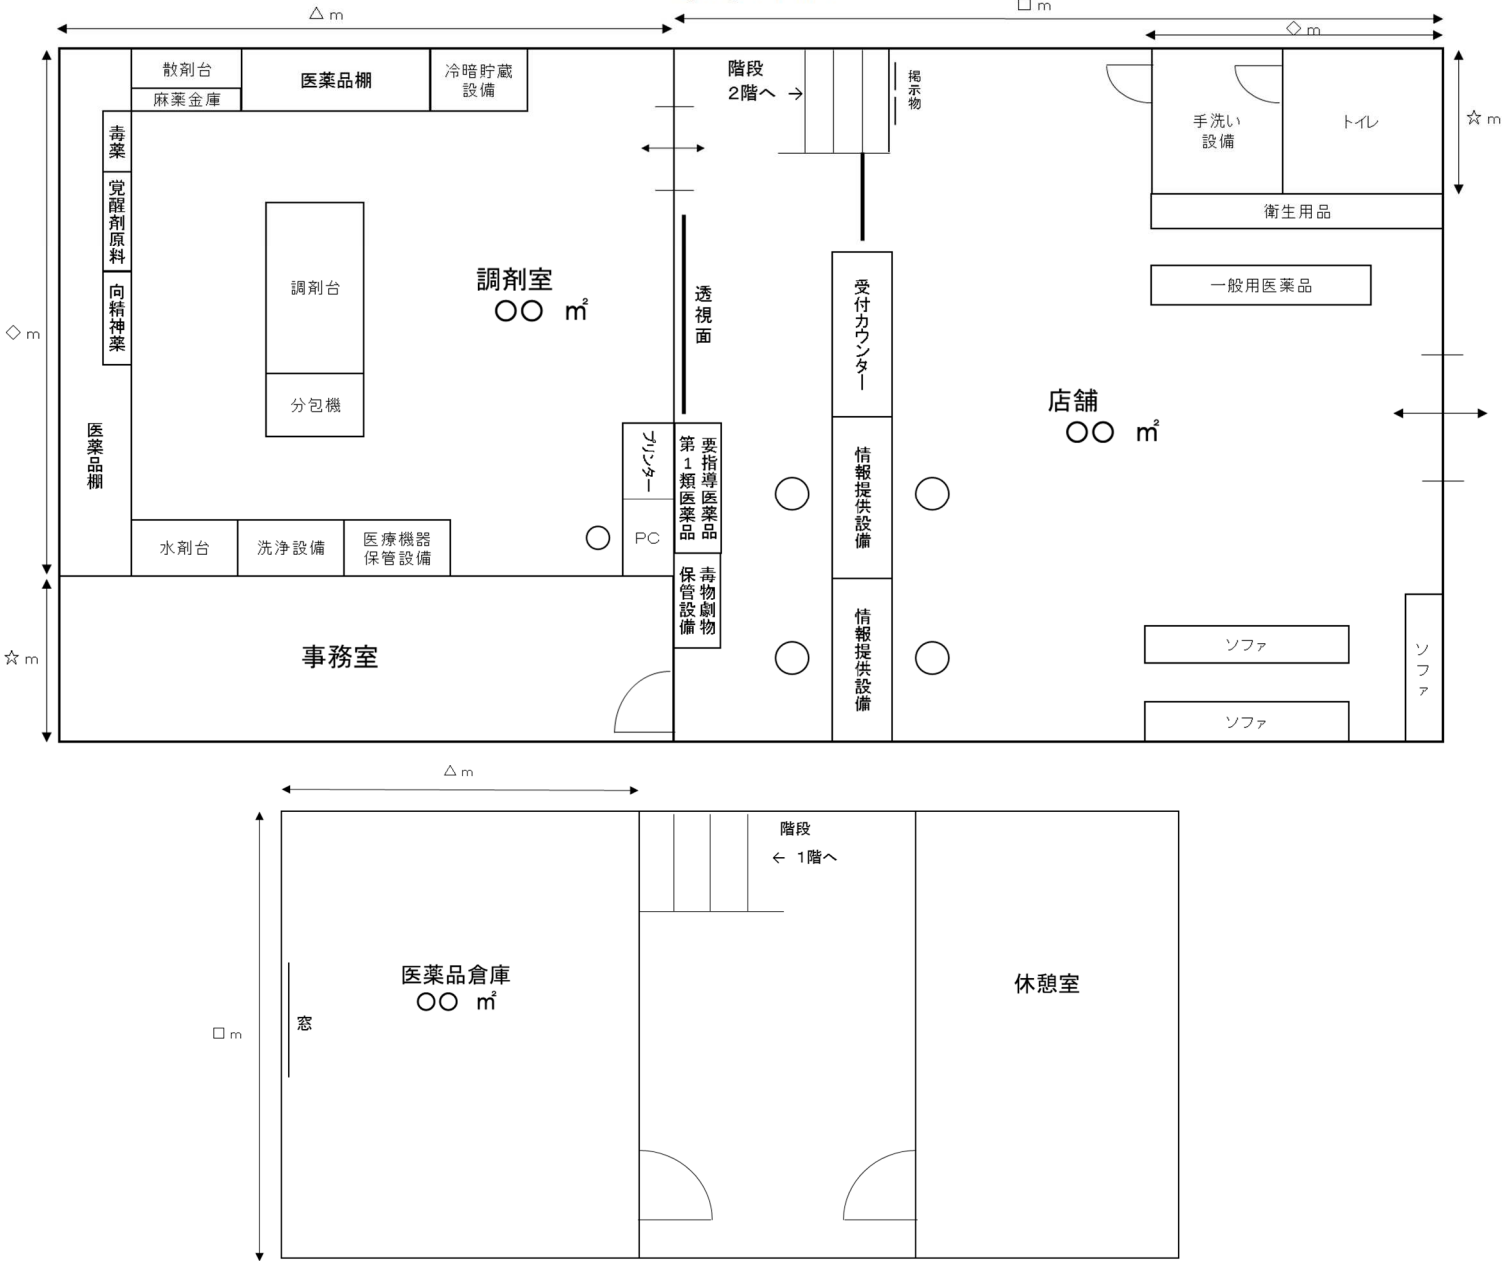 △ m
□ m
◇ m
散剤台
麻薬金庫
医薬品棚
冷暗貯蔵
設備
階段
2階へ →
掲示物
手洗い
設備
トイレ
☆ m
毒薬
覚醒剤原料
向精神薬
衛生用品
一般用医薬品
調剤台
分包機
調剤室
○○ ㎡
透視面
受付カウンター
◇ m
店舗
○○ ㎡
医薬品棚
プリンター
PC
要指導医薬品
第1類医薬品
情報提供設備
水剤台
洗浄設備
医療機器
保管設備
毒物劇物
保管設備
情報提供設備
☆ m
事務室
ソファ
ソファ
ソファ
△ m
階段
← 1階へ
医薬品倉庫
○○ ㎡
休憩室
□ m
窓